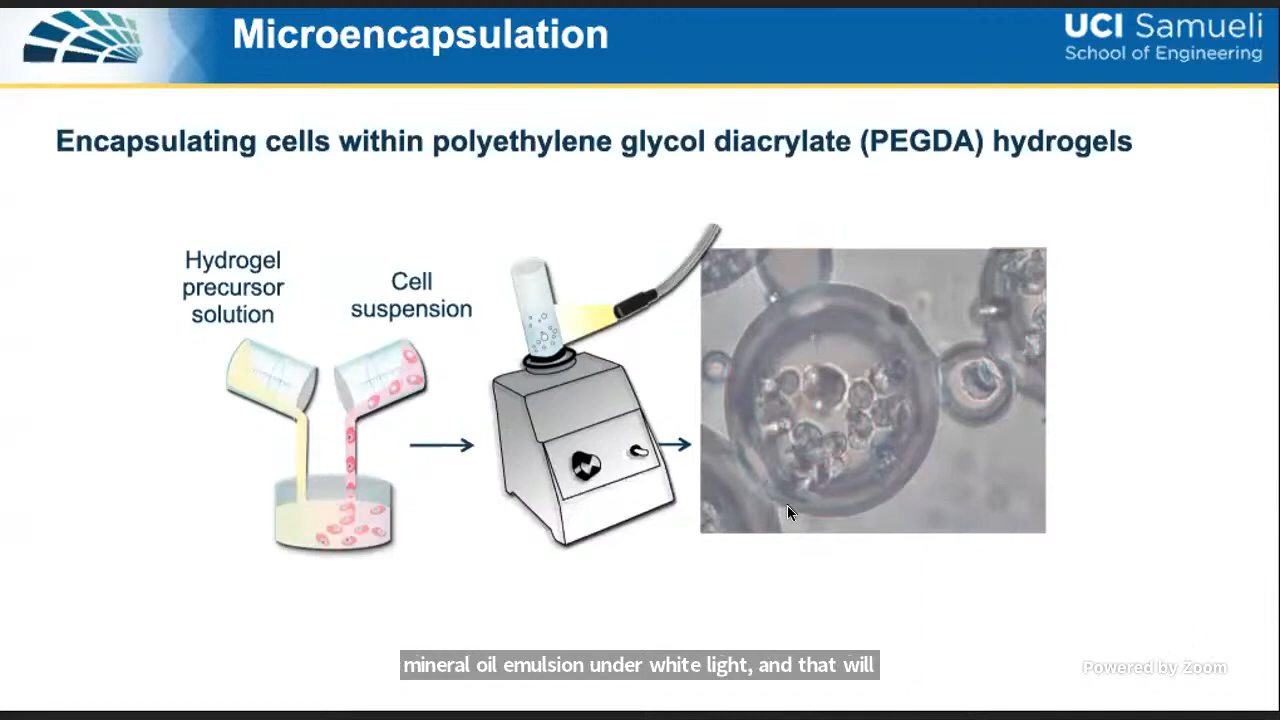 Microencapsulation
UCI Samueli
School of Engineering
Encapsulating cells within polyethylene glycol diacrylate (PEGDA) hydrogels
Hydrogel
precursor
solution
Cell
suspension
mineral oil emulsion under white light, and that will
Powered by Zoom